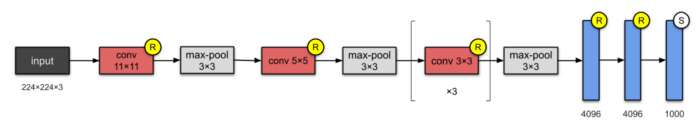 input
224×224×3
conv
11×11
R
max-pool
3×3
conv 5×5
R
max-pool
3×3
conv 3×3
R
×3
max-pool
3×3
R
4096
R
4096
S
1000